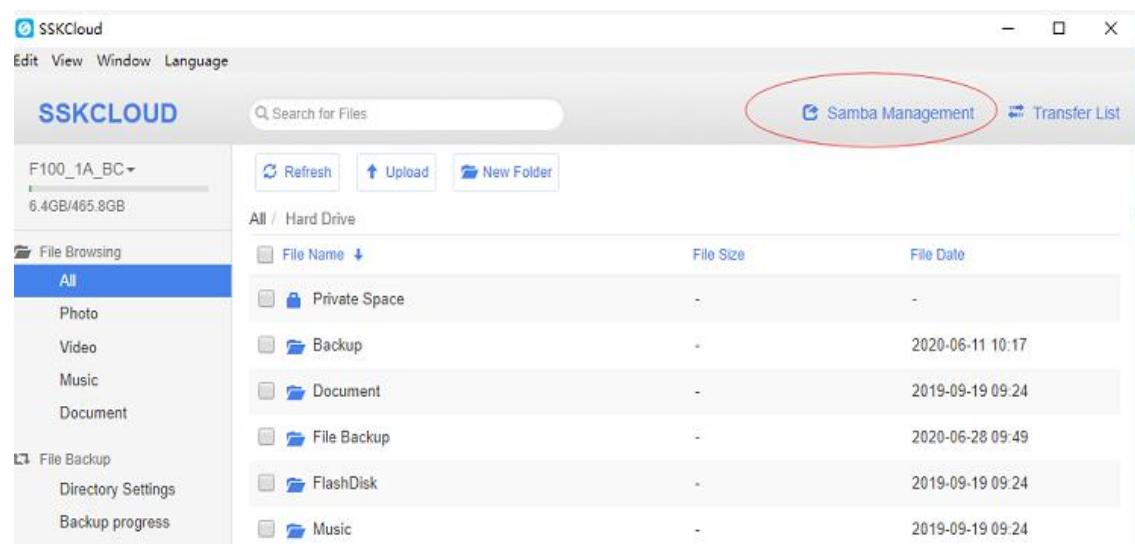 SSKCloud
Edit View Window Language
SSKCLOUD
Search for Files
Samba Management
Transfer List
F100_1A_BC
6.4GB/465.8GB
File Browsing
All
Photo
Video
Music
Document
File Backup
Directory Settings
Backup progress
Refresh
Upload
New Folder
All / Hard Drive
File Name File Size File Date
Private Space - -
Backup - 2020-06-11 10:17
Document - 2019-09-19 09:24
File Backup - 2020-06-28 09:49
FlashDisk - 2019-09-19 09:24
Music - 2019-09-19 09:24